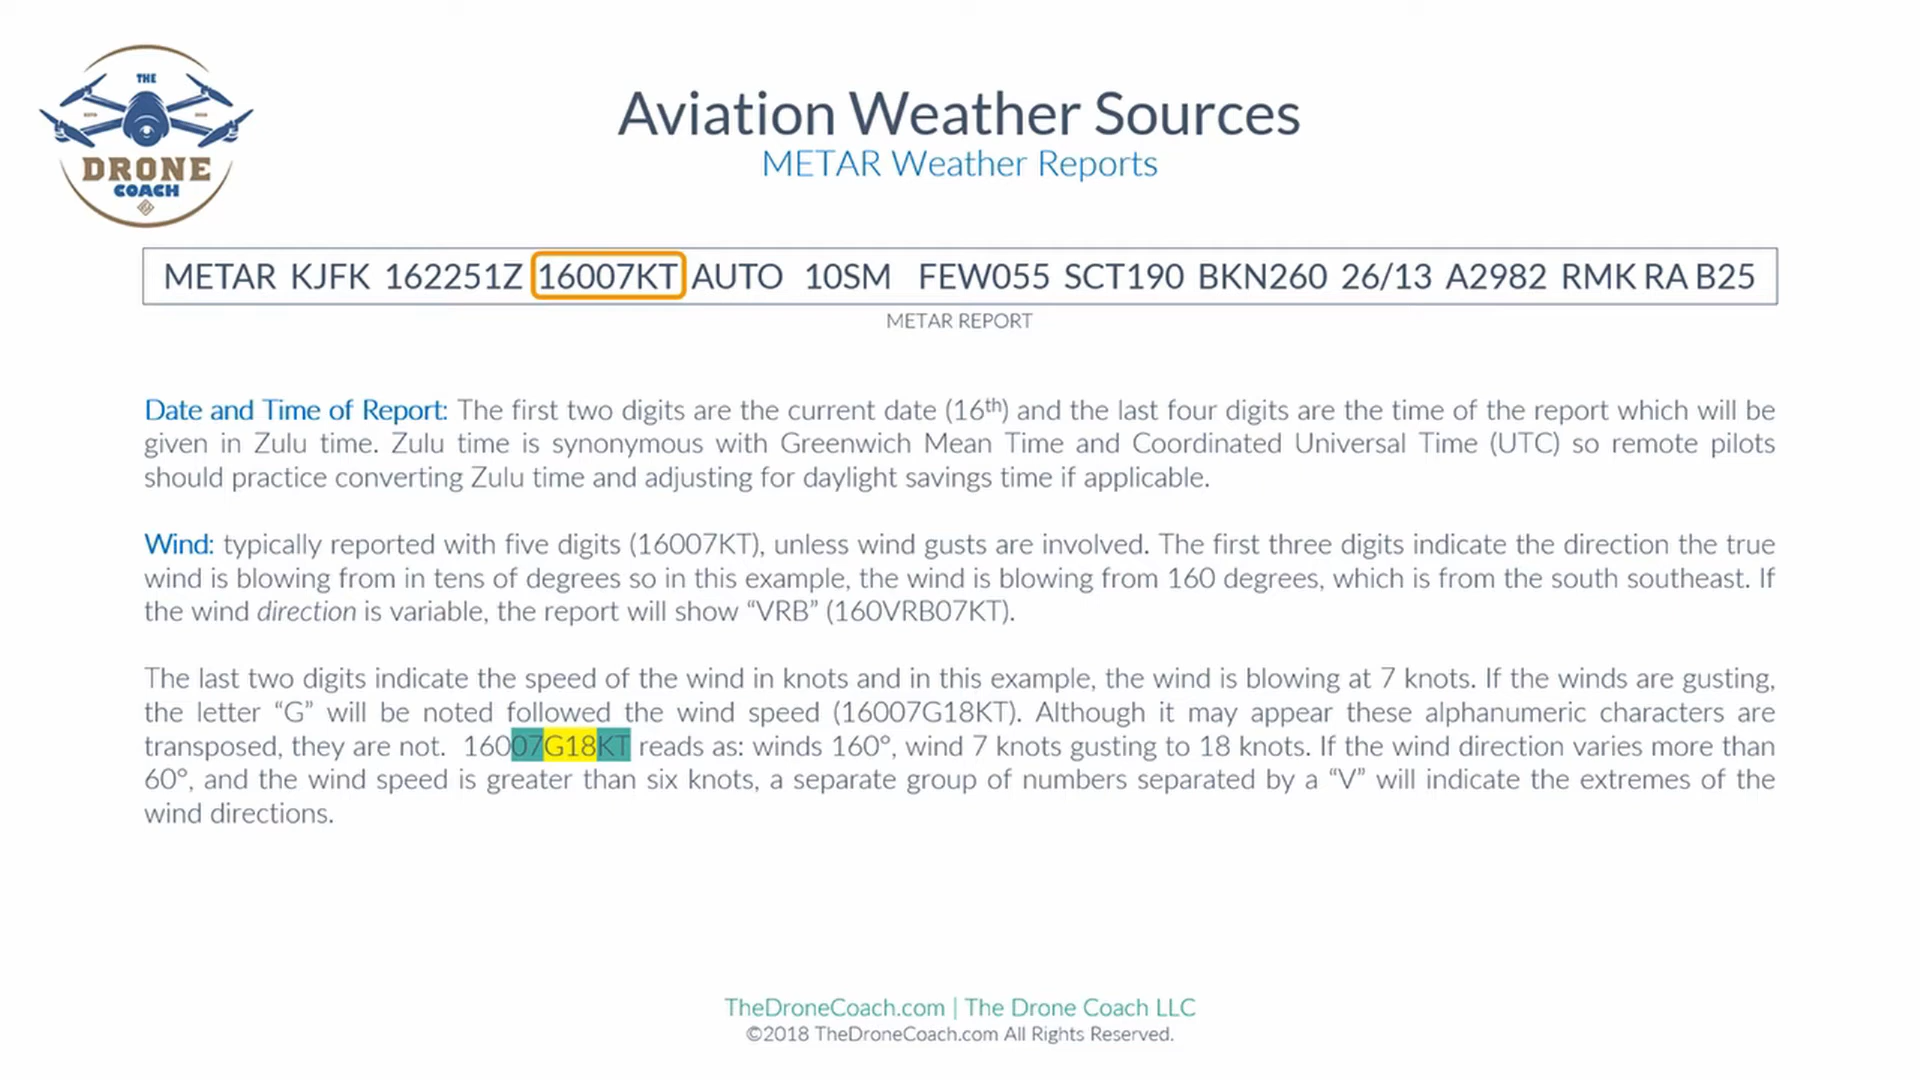 THE
DRONE
COACH
Aviation Weather Sources
METAR Weather Reports
METAR KJFK 162251Z 16007KT AUTO 10SM FEW055 SCT190 BKN260 26/13 A2982 RMK RA B25
METAR REPORT
Date and Time of Report: The first two digits are the current date (16th) and the last four digits are the time of the report which will be
given in Zulu time. Zulu time is synonymous with Greenwich Mean Time and Coordinated Universal Time (UTC) so remote pilots
should practice converting Zulu time and adjusting for daylight savings time if applicable.
Wind: typically reported with five digits (16007KT), unless wind gusts are involved. The first three digits indicate the direction the true
wind is blowing from in tens of degrees so in this example, the wind is blowing from 160 degrees, which is from the south southeast. If
the wind direction is variable, the report will show “VRB” (160VRB07KT).
The last two digits indicate the speed of the wind in knots and in this example, the wind is blowing at 7 knots. If the winds are gusting,
the letter “G” will be noted followed the wind speed (16007G18KT). Although it may appear these alphanumeric characters are
transposed, they are not. 16007G18KT reads as: winds 160°, wind 7 knots gusting to 18 knots. If the wind direction varies more than
60°, and the wind speed is greater than six knots, a separate group of numbers separated by a “V” will indicate the extremes of the
wind directions.
TheDroneCoach.com | The Drone Coach LLC
©2018 TheDroneCoach.com All Rights Reserved.